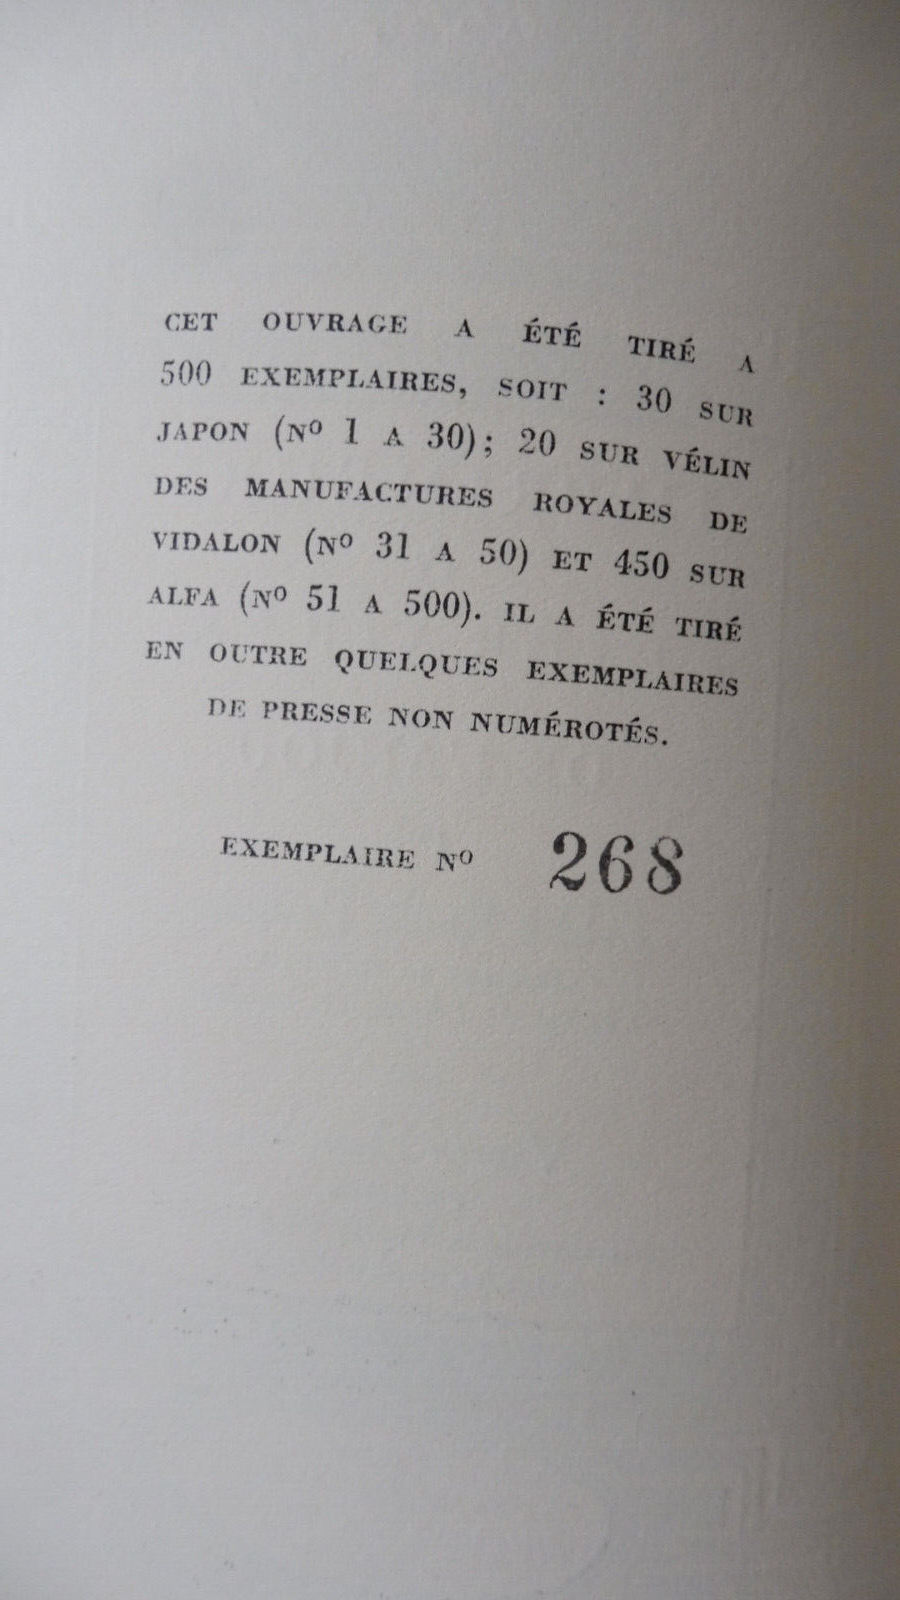 CET OUVRAGE A ÉTÉ TIRÉ A
500 EXEMPLAIRES, SOIT : 30 SUR
JAPON (Nº 1 A 30); 20 SUR VÉLIN
DES MANUFACTURES ROYALES DE
VIDALON (Nº 31 A 50) ET 450 SUR
ALFA (Nº 51 A 500). IL A ÉTÉ TIRÉ
EN OUTRE QUELQUES EXEMPLAIRES
DE PRESSE NON NUMÉROTÉS.
EXEMPLAIRE Nº 268